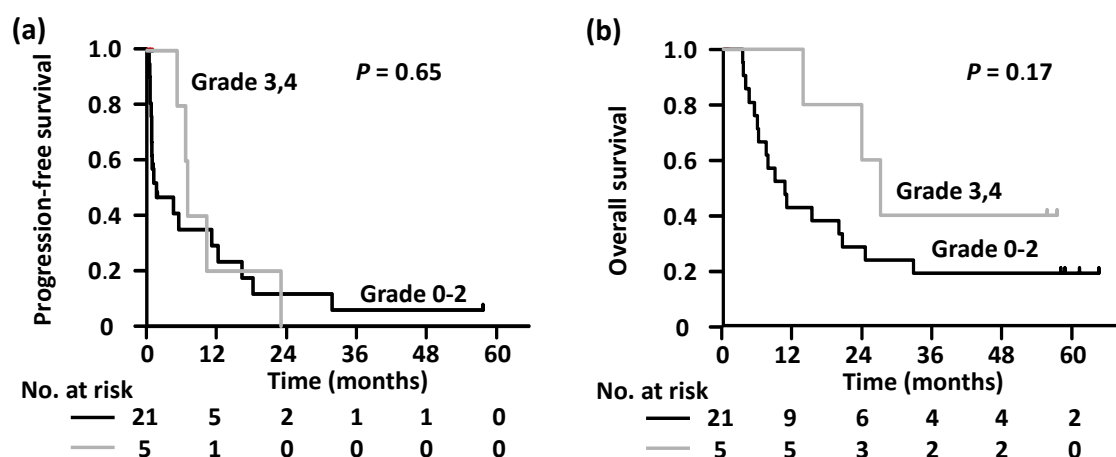 (a)
Progression-free survival
1.0
0.8
0.6
0.4
0.2
0
Grade 3,4
P = 0.65
Grade 0-2
0 12 24 36 48 60
Time (months)
No. at risk
21 5 2 1 1 0
5 1 0 0 0 0
(b)
Overall survival
1.0
0.8
0.6
0.4
0.2
0
P = 0.17
Grade 3,4
Grade 0-2
0 12 24 36 48 60
Time (months)
No. at risk
21 9 6 4 4 2
5 5 3 2 2 0